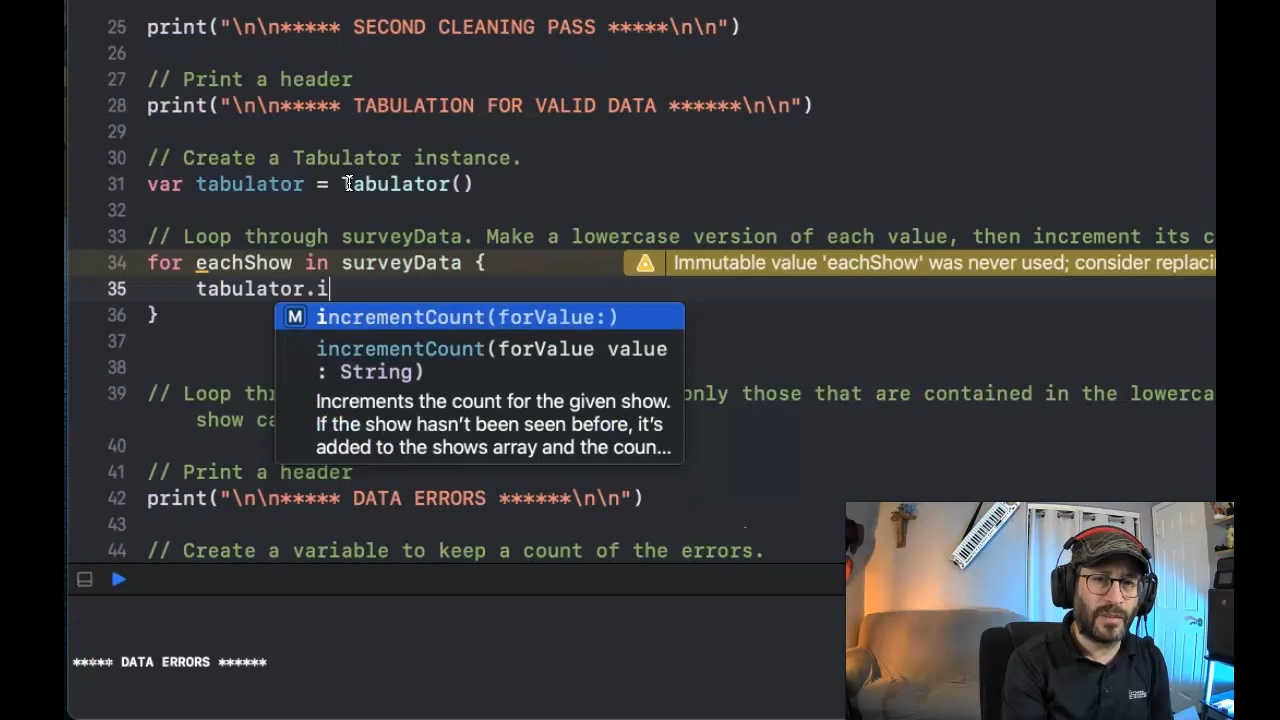 25 print("\n\n***** SECOND CLEANING PASS *****\n\n")
26
27 // Print a header
28 print("\n\n***** TABULATION FOR VALID DATA ******\n\n")
29
30 // Create a Tabulator instance.
31 var tabulator = Tabulator()
32
33 // Loop through surveyData. Make a lowercase version of each value, then increment its c
34 for eachShow in surveyData {
Immutable value 'eachShow' was never used; consider replaci
35 tabulator.i
36 }
M incrementCount(forValue:)
incrementCount(forValue value
: String)
Increments the count for the given show.
If the show hasn't been seen before, it's
added to the shows array and the coun...
37
38
39 // Loop thr only those that are contained in the lowerca
show ca
40
41 // Print a header
42 print("\n\n***** DATA ERRORS ******\n\n")
43
44 // Create a variable to keep a count of the errors.
***** DATA ERRORS ******